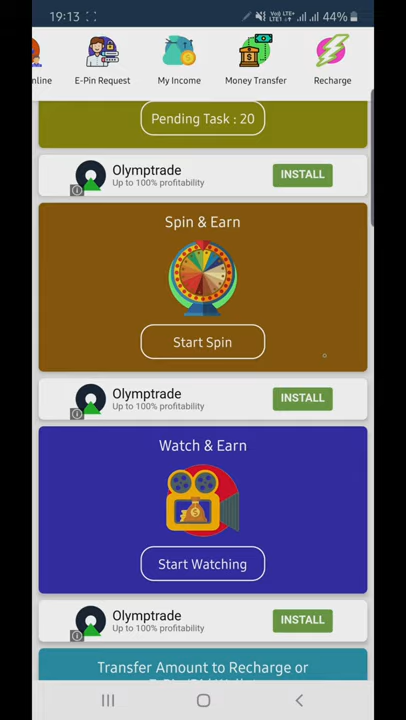 19:13
44%
nline
E-Pin Request
My Income
Money Transfer
Recharge
Pending Task : 20
Olymptrade
Up to 100% profitability
INSTALL
Spin & Earn
Start Spin
Olymptrade
Up to 100% profitability
INSTALL
Watch & Earn
Start Watching
Olymptrade
Up to 100% profitability
INSTALL
Transfer Amount to Recharge or